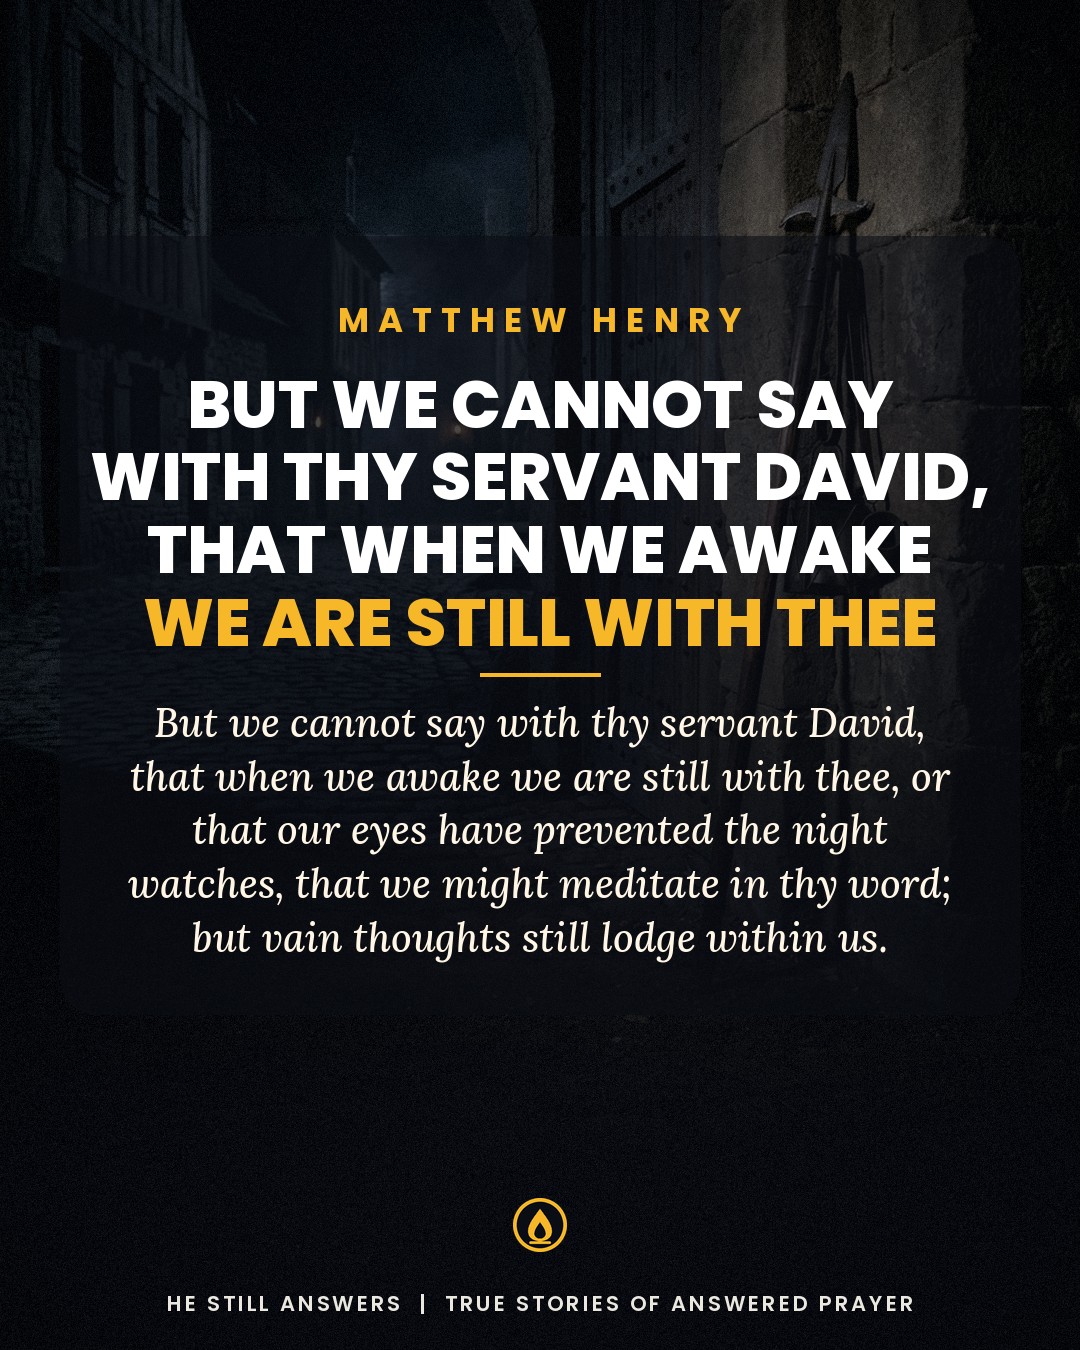 MATTHEW HENRY
BUT WE CANNOT SAY
WITH THY SERVANT DAVID,
THAT WHEN WE AWAKE
WE ARE STILL WITH THEE
But we cannot say with thy servant David,
that when we awake we are still with thee, or
that our eyes have prevented the night
watches, that we might meditate in thy word;
but vain thoughts still lodge within us.
HE STILL ANSWERS | TRUE STORIES OF ANSWERED PRAYER